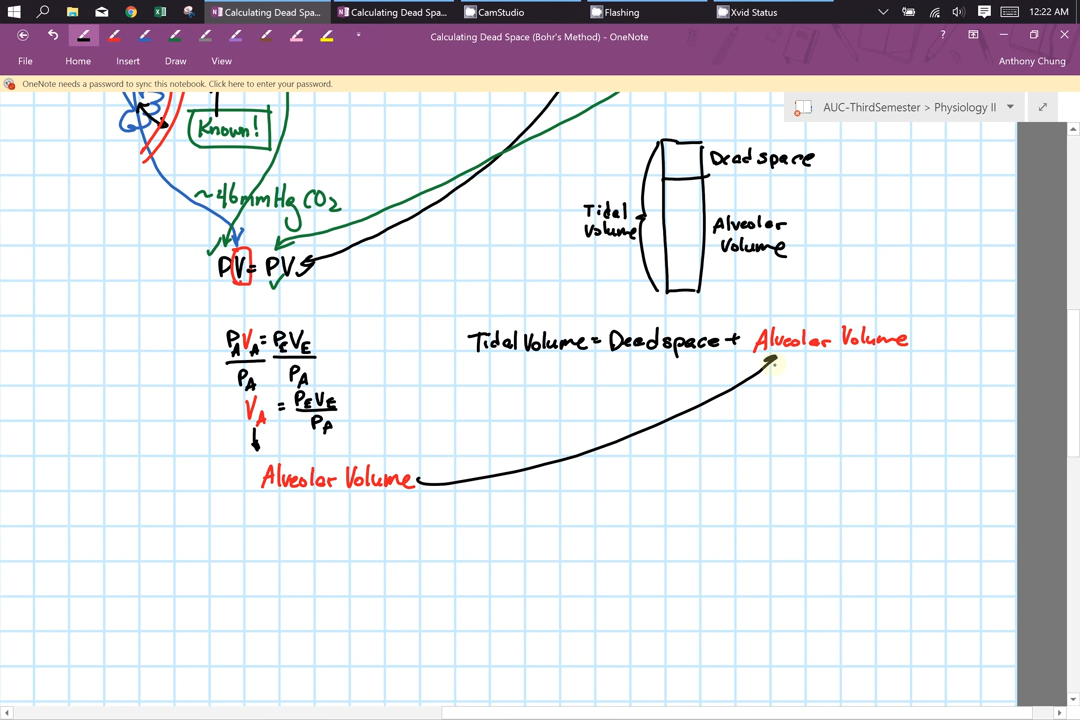 Calculating Dead Spa...
Calculating Dead Spa...
CamStudio
Flashing
Xvid Status
12:22 AM
Calculating Dead Space (Bohr's Method) - OneNote
?
File
Home
Insert
Draw
View
Anthony Chung
OneNote needs a password to sync this notebook. Click here to enter your password.
AUC-ThirdSemester > Physiology II
Known!
~46mmHg CO2
PV = PV
Tidal
Volume
Dead space
Alveolar
Volume
PAVA = PEVE
PA PA
VA = PEVE
PA
Alveolar Volume
Tidal Volume = Deadspace + Alveolar Volume